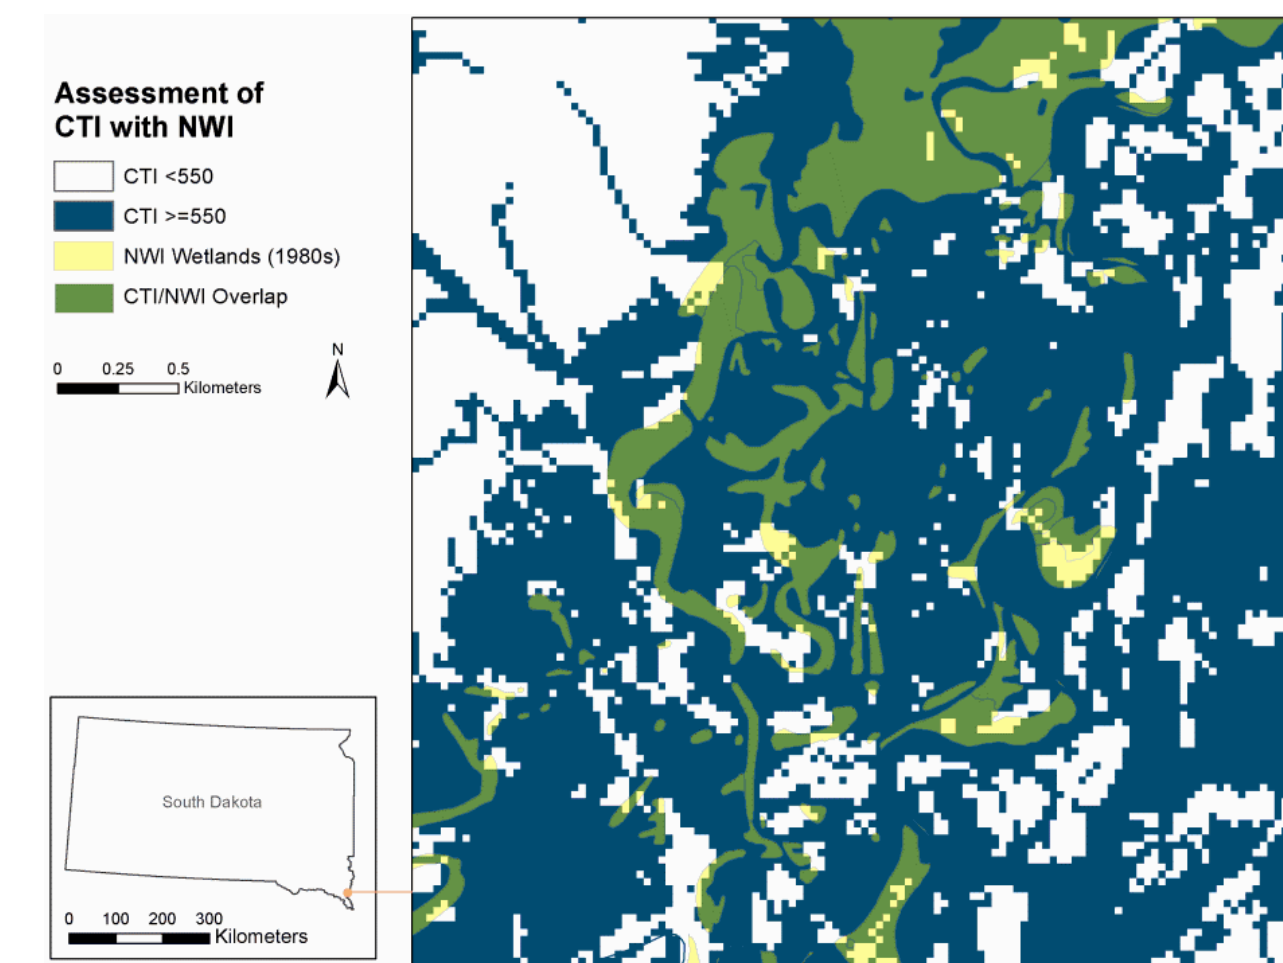 Assessment of
CTI with NWI
CTI <550
CTI >=550
NWI Wetlands (1980s)
CTI/NWI Overlap
N
0 0.25 0.5
Kilometers
South Dakota
0 100 200 300
Kilometers